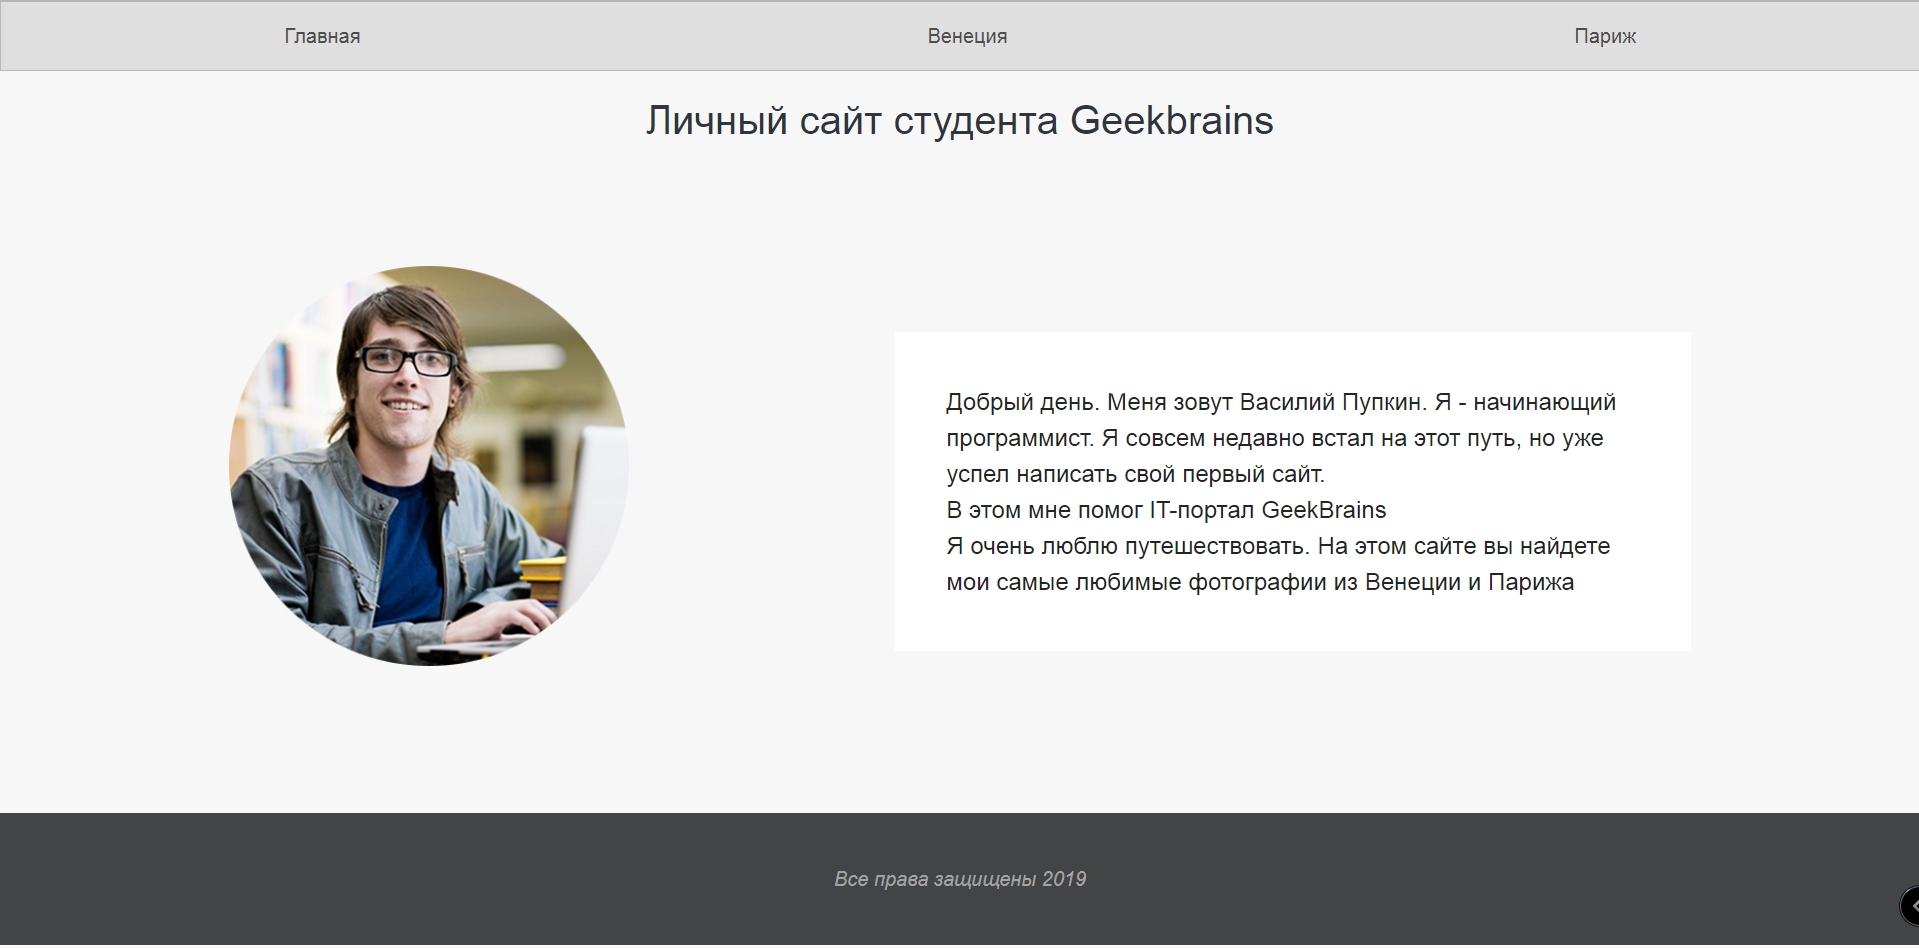 Главная Венеция Париж
Личный сайт студента Geekbrains
Добрый день. Меня зовут Василий Пупкин. Я - начинающий
программист. Я совсем недавно встал на этот путь, но уже
успел написать свой первый сайт.
В этом мне помог IT-портал GeekBrains
Я очень люблю путешествовать. На этом сайте вы найдете
мои самые любимые фотографии из Венеции и Парижа
Все права защищены 2019